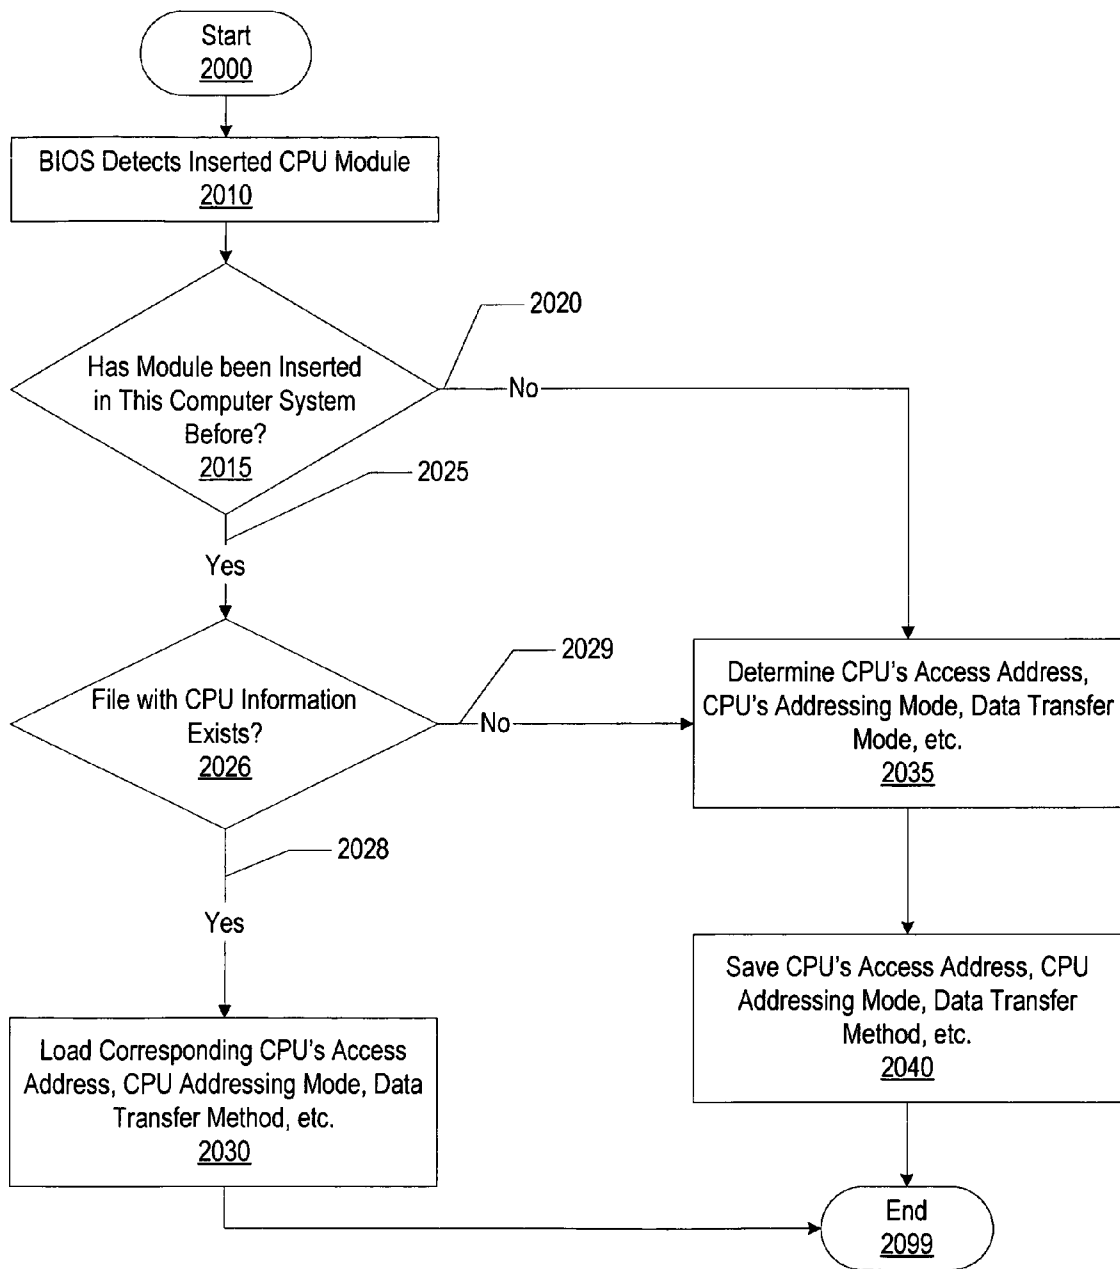 Start
2000
BIOS Detects Inserted CPU Module
2010
2020
Has Module been Inserted
in This Computer System
Before?
2015
No
2025
Yes
2029
File with CPU Information
Exists?
2026
No
Determine CPU's Access Address,
CPU's Addressing Mode, Data Transfer
Mode, etc.
2035
2028
Yes
Save CPU's Access Address, CPU
Addressing Mode, Data Transfer
Method, etc.
2040
Load Corresponding CPU's Access
Address, CPU Addressing Mode, Data
Transfer Method, etc.
2030
End
2099